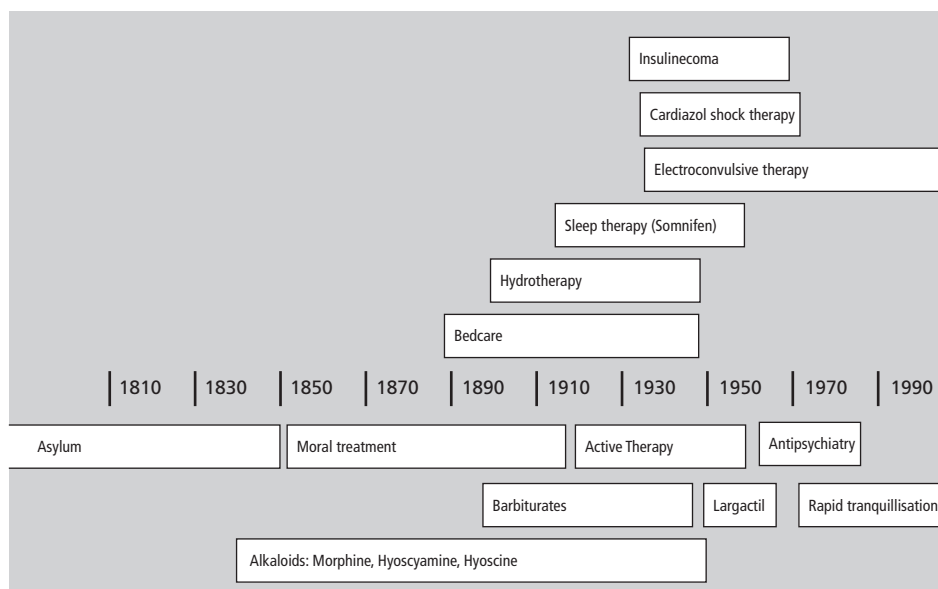 Insulinecoma
Cardiazol shock therapy
Electroconvulsive therapy
Sleep therapy (Somnifen)
Hydrotherapy
Bedcare
1810 1830 1850 1870 1890 1910 1930 1950 1970 1990
Asylum Moral treatment Active Therapy Antipsychiatry
Barbiturates Largactil Rapid tranquillisation
Alkaloids: Morphine, Hyoscyamine, Hyoscine